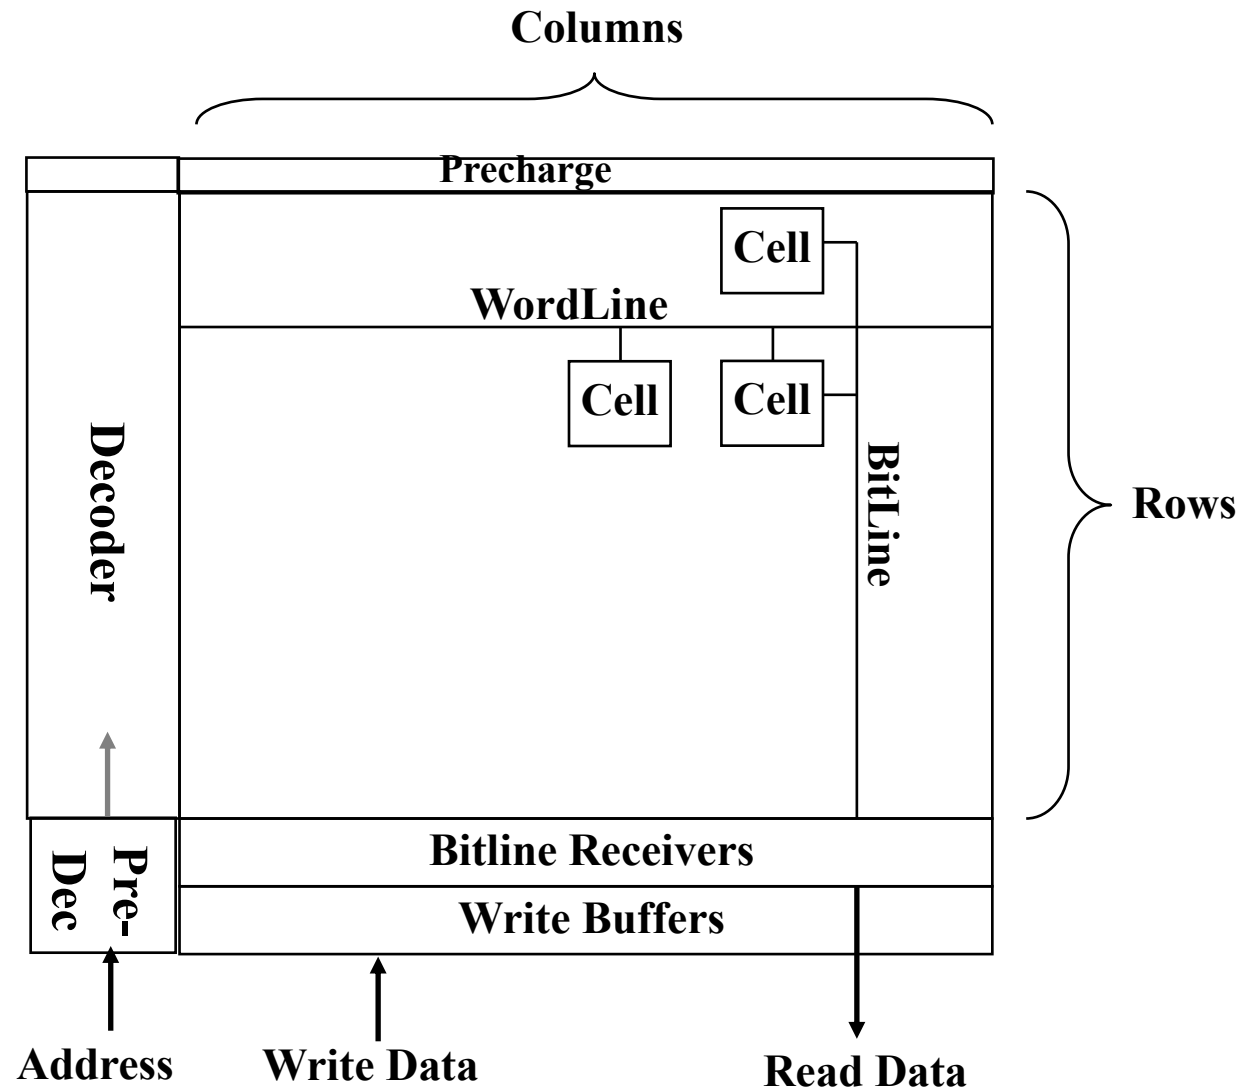 Columns
Precharge
Cell
WordLine
Cell
Cell
Decoder
BitLine
Rows
Pre-
Dec
Bitline Receivers
Write Buffers
Address
Write Data
Read Data